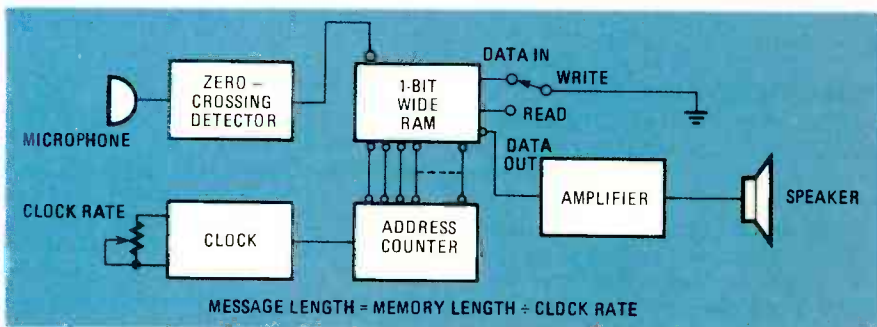 DATA IN
WRITE
ZERO –
CROSSING
DETECTOR
1-BIT
WIDE
RAM
READ
MICROPHONE
DATA
OUT
CLOCK RATE
CLOCK
ADDRESS
COUNTER
AMPLIFIER
SPEAKER
MESSAGE LENGTH = MEMORY LENGTH ÷ CLOCK RATE